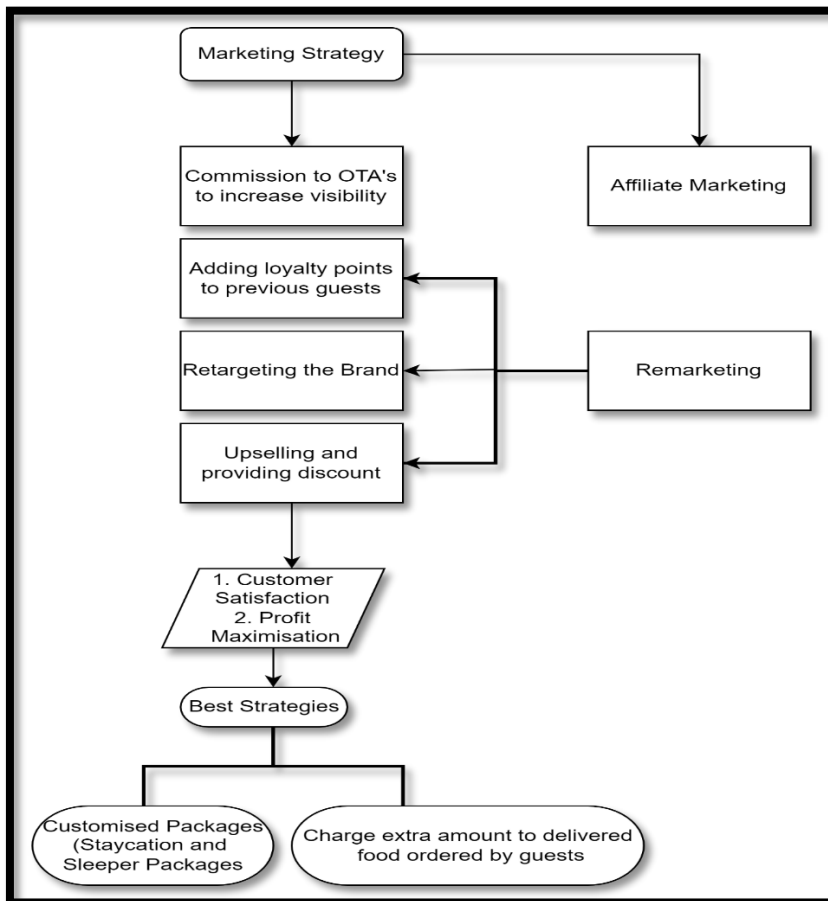 Marketing Strategy
Commission to OTA's
to increase visibility
Affiliate Marketing
Adding loyalty points
to previous guests
Retargeting the Brand
Remarketing
Upselling and
providing discount
1. Customer
Satisfaction
2. Profit
Maximisation
Best Strategies
Customised Packages
(Staycation and
Sleeper Packages
Charge extra amount to delivered
food ordered by guests